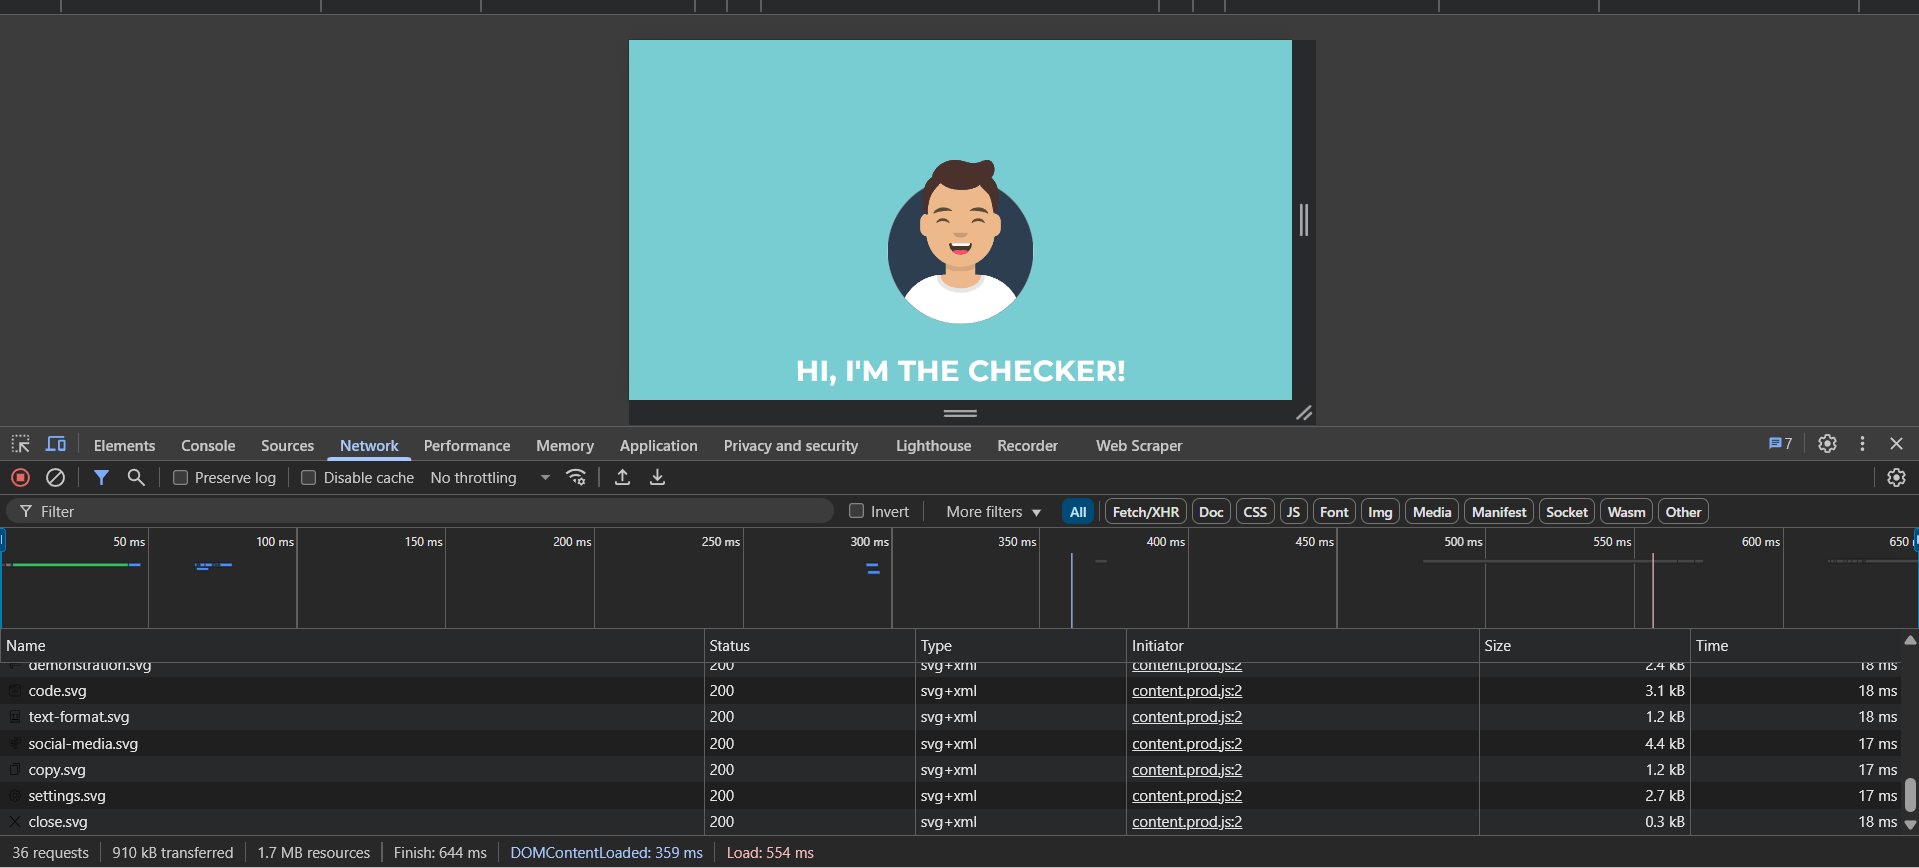 HI, I'M THE CHECKER!
Elements Console Sources Network Performance Memory Application Privacy and security Lighthouse Recorder Web Scraper 7
Preserve log Disable cache No throttling
Filter Invert More filters All Fetch/XHR Doc CSS JS Font Img Media Manifest Socket Wasm Other
50 ms 100 ms 150 ms 200 ms 250 ms 300 ms 350 ms 400 ms 450 ms 500 ms 550 ms 600 ms 650
Name Status Type Initiator Size Time
demonstration.svg 200 svg+xml content.prod.js:2 2.4 kB 18 ms
code.svg 200 svg+xml content.prod.js:2 3.1 kB 18 ms
text-format.svg 200 svg+xml content.prod.js:2 1.2 kB 18 ms
social-media.svg 200 svg+xml content.prod.js:2 4.4 kB 17 ms
copy.svg 200 svg+xml content.prod.js:2 1.2 kB 17 ms
settings.svg 200 svg+xml content.prod.js:2 2.7 kB 17 ms
close.svg 200 svg+xml content.prod.js:2 0.3 kB 18 ms
36 requests 910 kB transferred 1.7 MB resources Finish: 644 ms DOMContentLoaded: 359 ms Load: 554 ms